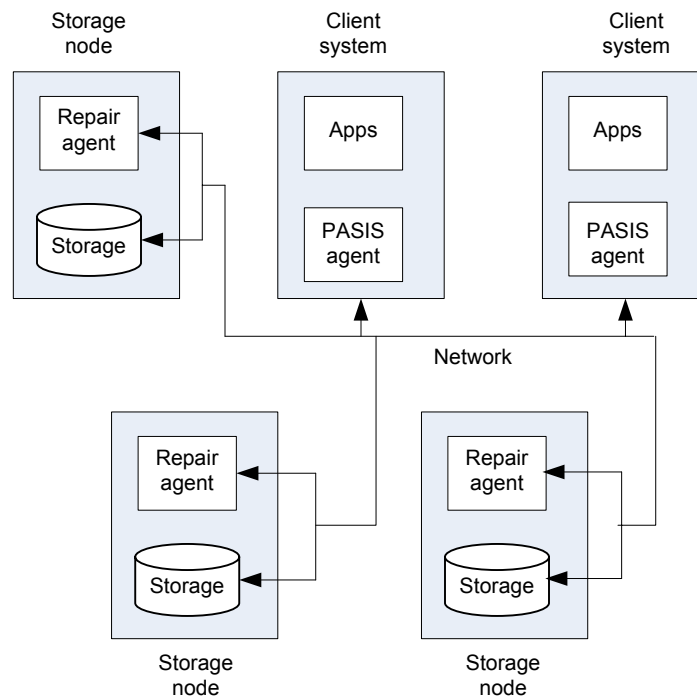 Storage
node
Client
system
Client
system
Repair
agent
Storage
Apps
PASIS
agent
Apps
PASIS
agent
Network
Repair
agent
Storage
Repair
agent
Storage
Storage
node
Storage
node